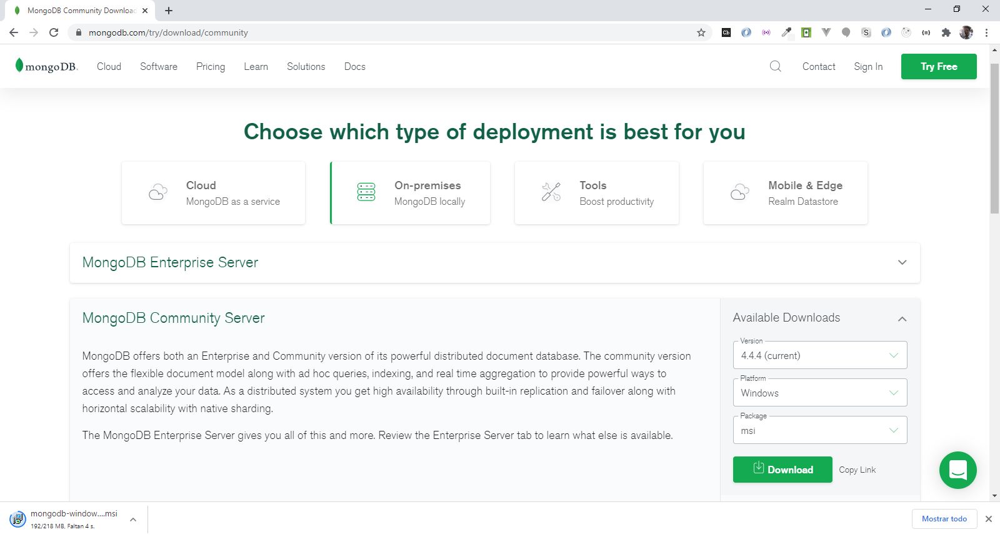 MongoDB Community Download
mongodb.com/try/download/community
Cb
S
mongoDB.
Cloud
Software
Pricing
Learn
Solutions
Docs
Contact
Sign In
Try Free
Choose which type of deployment is best for you
Cloud
MongoDB as a service
On-premises
MongoDB locally
Tools
Boost productivity
Mobile & Edge
Realm Datastore
MongoDB Enterprise Server
MongoDB Community Server
MongoDB offers both an Enterprise and Community version of its powerful distributed document database. The community version
offers the flexible document model along with ad hoc queries, indexing, and real time aggregation to provide powerful ways to
access and analyze your data. As a distributed system you get high availability through built-in replication and failover along with
horizontal scalability with native sharding.
The MongoDB Enterprise Server gives you all of this and more. Review the Enterprise Server tab to learn what else is available.
Available Downloads
Version
4.4.4 (current)
Platform
Windows
Package
msi
Download
Copy Link
mongodb-window....msi
192/218 MB, Faltan 4 s.
Mostrar todo